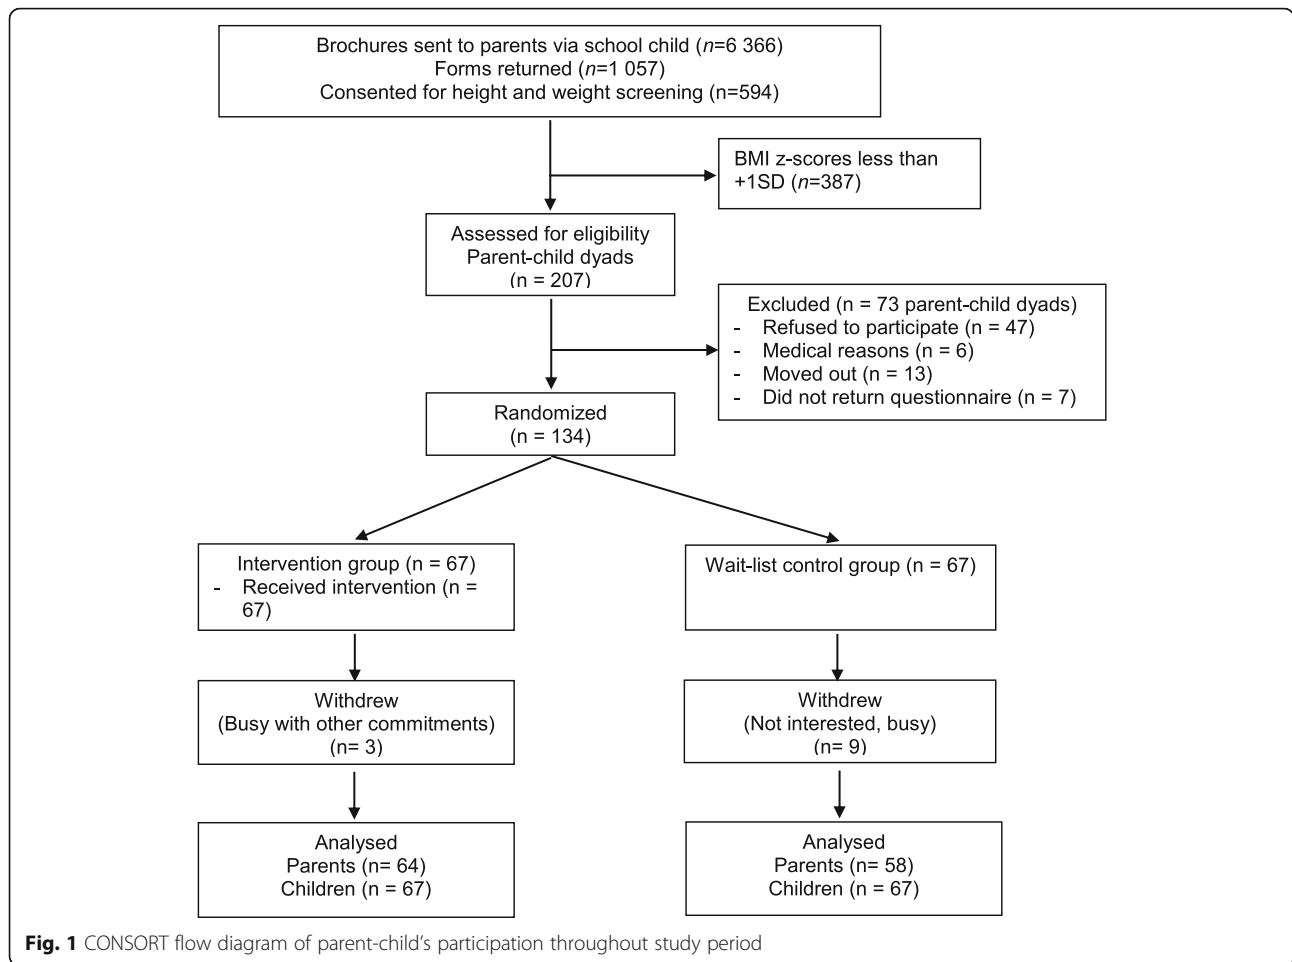 Brochures sent to parents via school child (n=6 366)
Forms returned (n=1 057)
Consented for height and weight screening (n=594)
BMI z-scores less than
+1SD (n=387)
Assessed for eligibility
Parent-child dyads
(n = 207)
Excluded (n = 73 parent-child dyads)
- Refused to participate (n = 47)
- Medical reasons (n = 6)
- Moved out (n = 13)
- Did not return questionnaire (n = 7)
Randomized
(n = 134)
Intervention group (n = 67)
- Received intervention (n =
67)
Wait-list control group (n = 67)
Withdrew
(Busy with other commitments)
(n= 3)
Withdrew
(Not interested, busy)
(n= 9)
Analysed
Parents (n= 64)
Children (n = 67)
Analysed
Parents (n= 58)
Children (n = 67)
Fig. 1 CONSORT flow diagram of parent-child's participation throughout study period